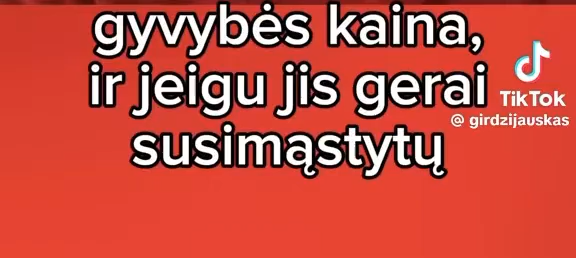 gyvybės kaina,
ir jeigu jis gerai
susimąstytų
TikTok
@ girdzijauskas